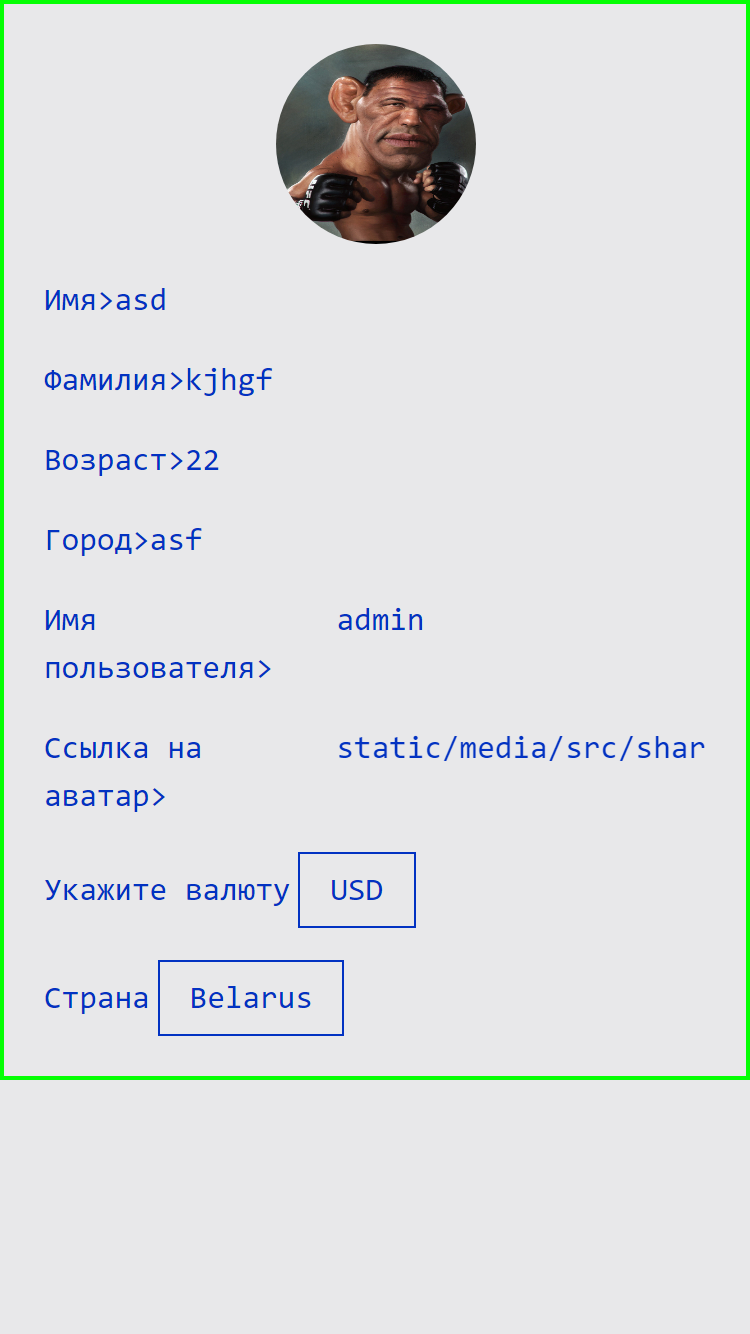 Имя>asd
Фамилия>kjhgf
Возраст>22
Город>asf
Имя пользователя> admin
Ссылка на аватар> static/media/src/shar
Укажите валюту USD
Страна Belarus